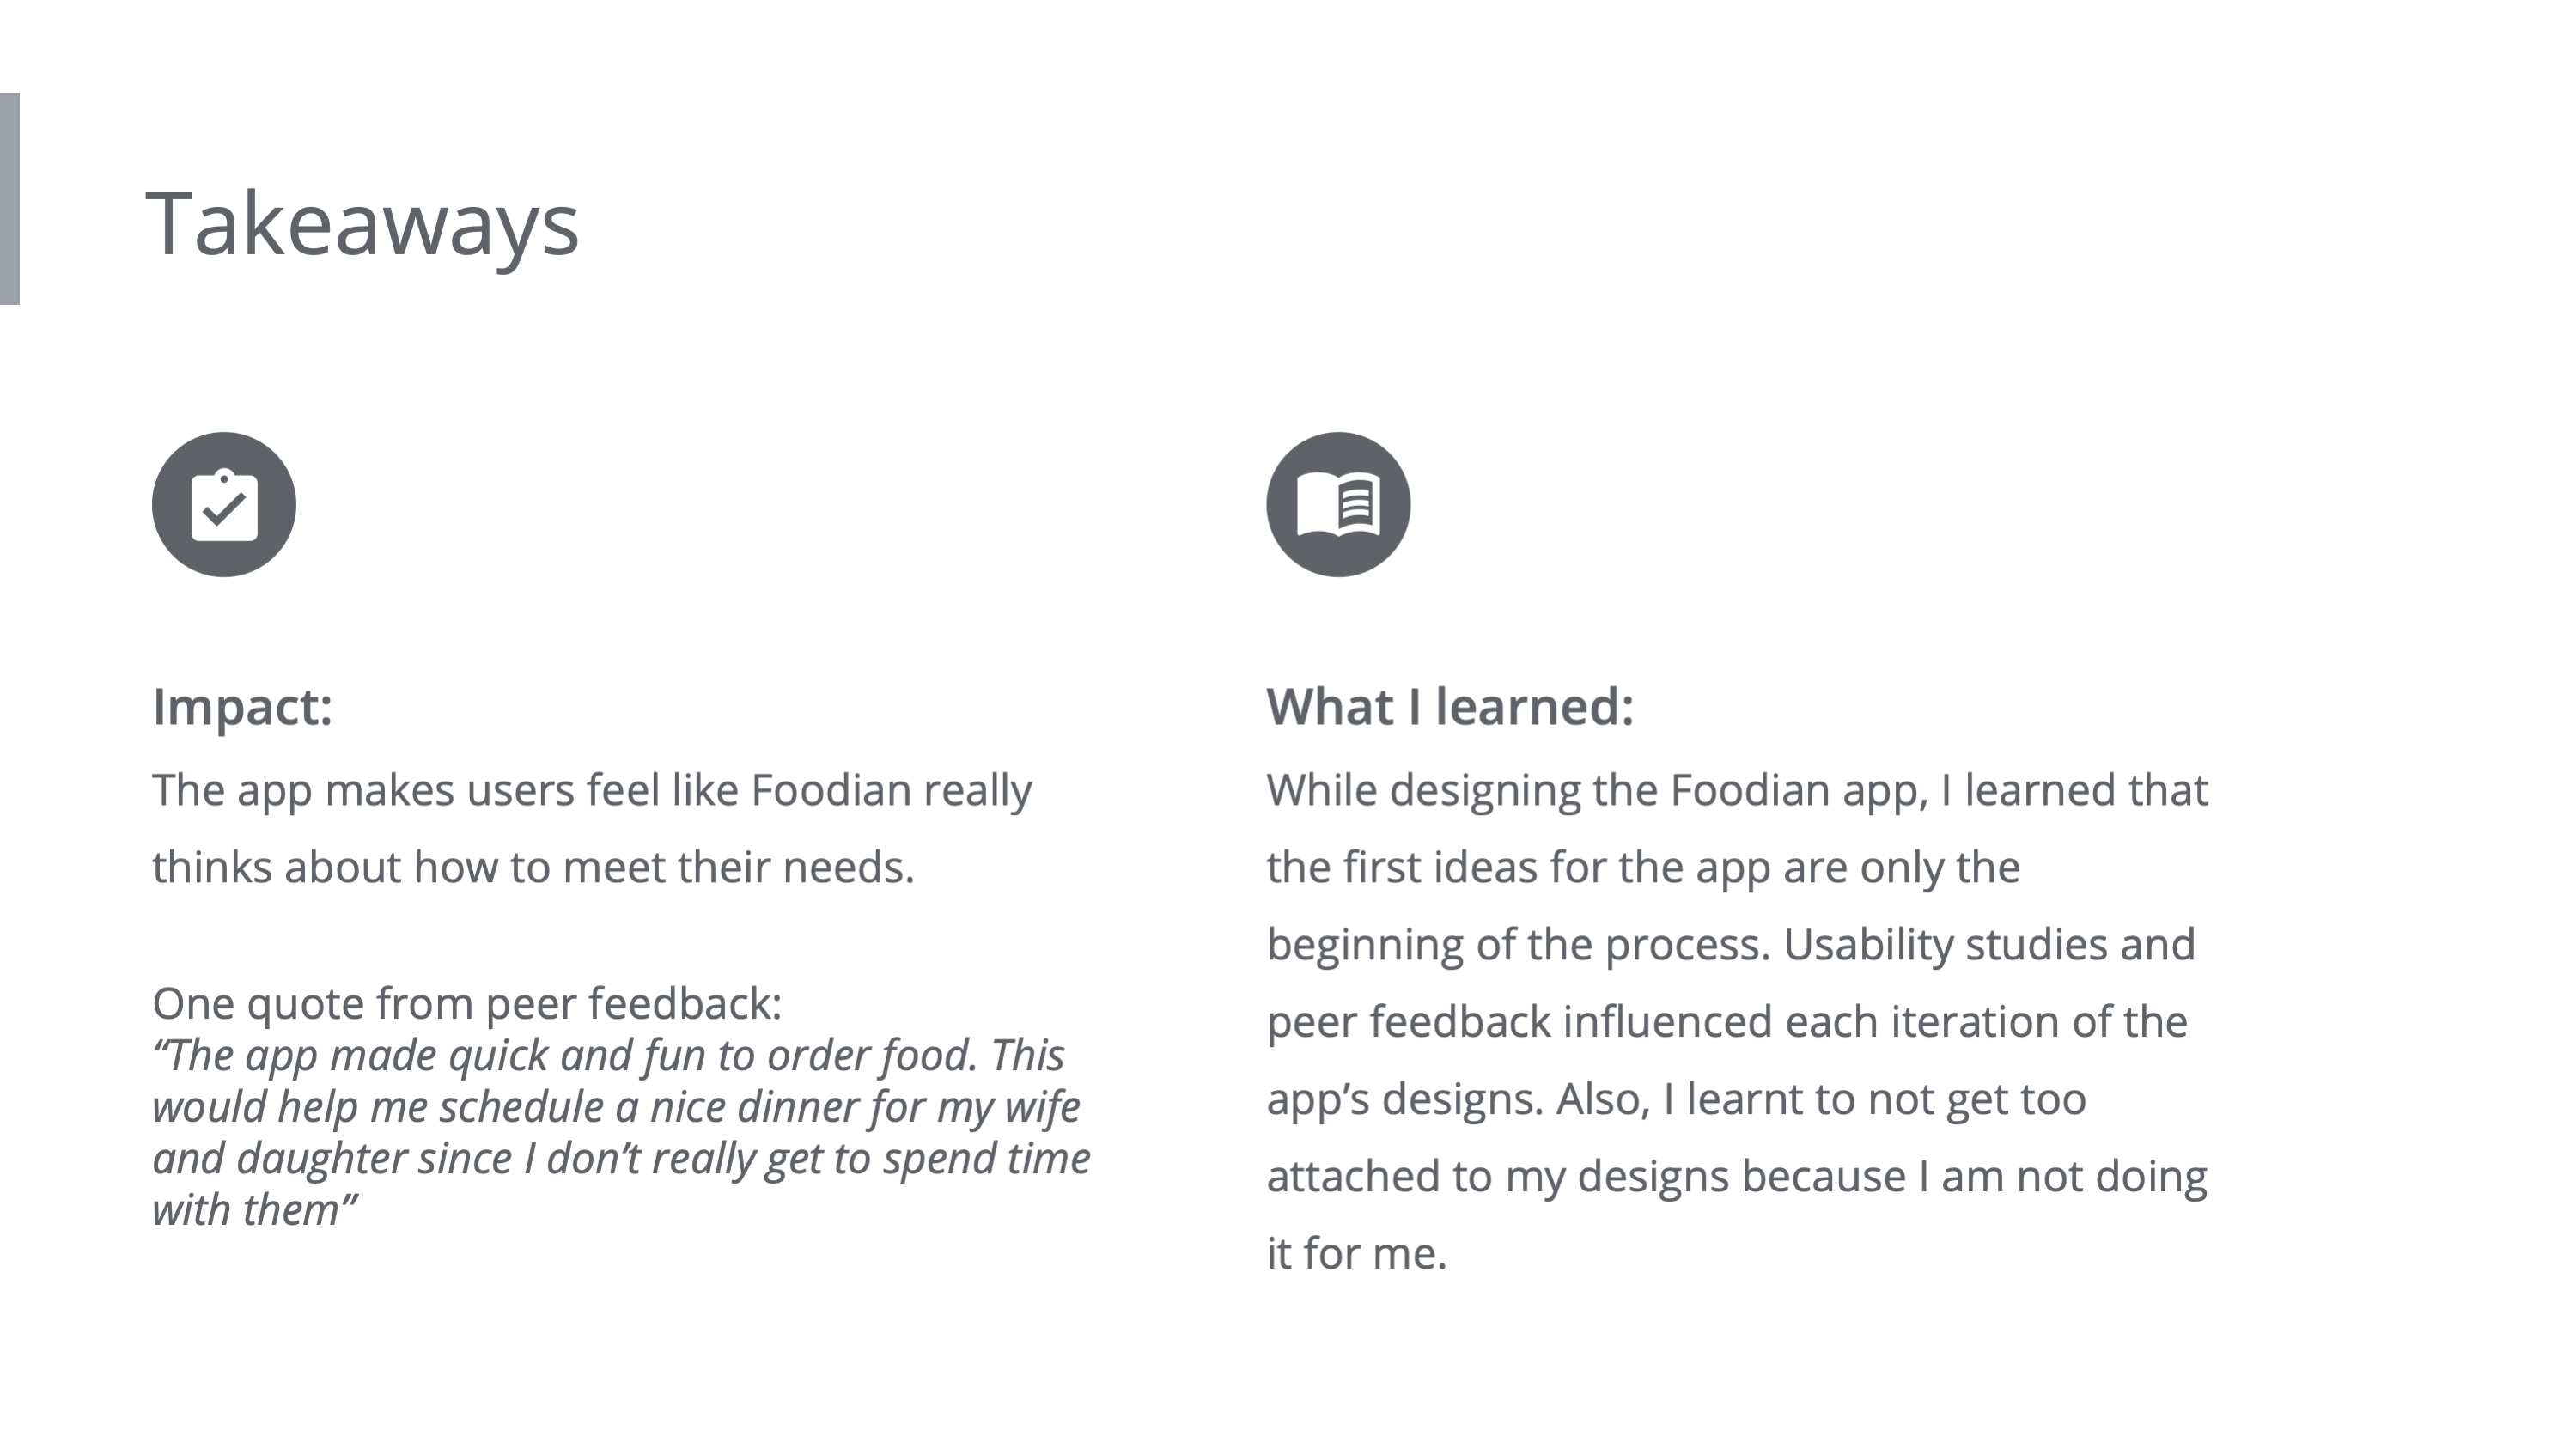 Takeaways
Impact:
The app makes users feel like Foodian really
thinks about how to meet their needs.
One quote from peer feedback:
“The app made quick and fun to order food. This
would help me schedule a nice dinner for my wife
and daughter since I don’t really get to spend time
with them”
What I learned:
While designing the Foodian app, I learned that
the first ideas for the app are only the
beginning of the process. Usability studies and
peer feedback influenced each iteration of the
app’s designs. Also, I learnt to not get too
attached to my designs because I am not doing
it for me.